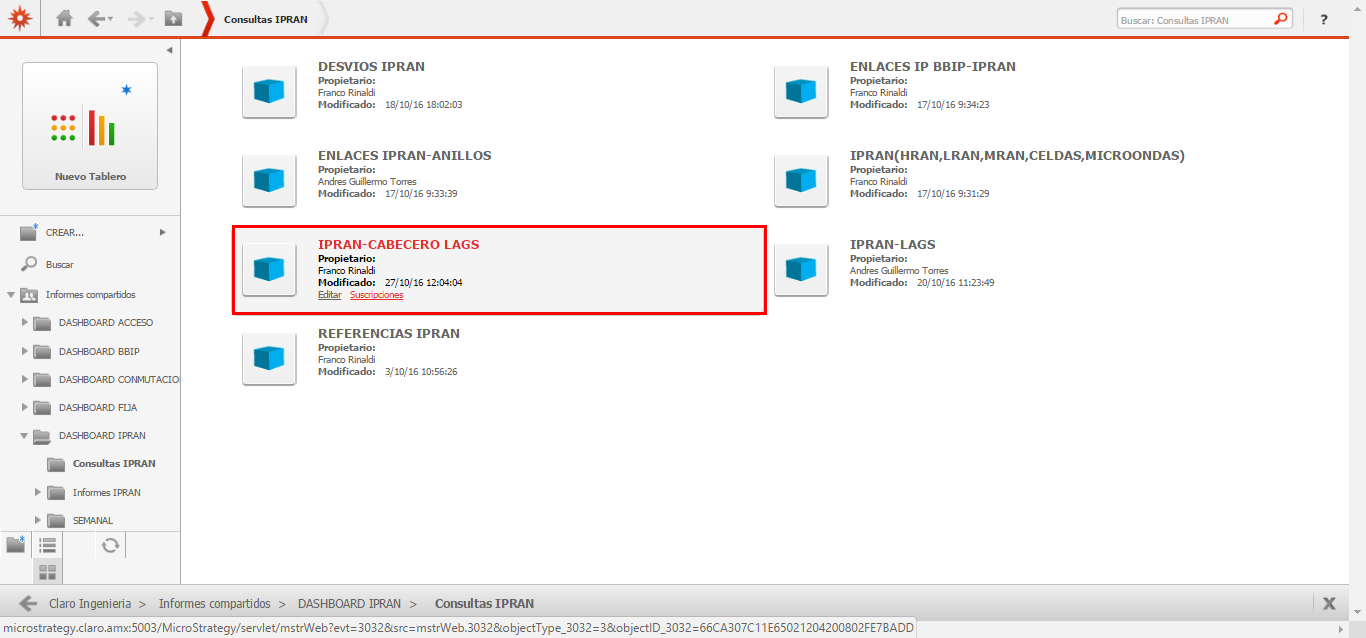 Consultas IPRAN
Buscar: Consultas IPRAN
?
Nuevo Tablero
CREAR...
Buscar
Informes compartidos
DASHBOARD ACCESO
DASHBOARD BBIP
DASHBOARD CONMUTACIO
DASHBOARD FIJA
DASHBOARD IPRAN
Consultas IPRAN
Informes IPRAN
SEMANAL
DESVIOS IPRAN
Propietario:
Franco Rinaldi
Modificado: 18/10/16 18:02:03
ENLACES IP BBIP-IPRAN
Propietario:
Franco Rinaldi
Modificado: 17/10/16 9:34:23
ENLACES IPRAN-ANILLOS
Propietario:
Andres Guillermo Torres
Modificado: 17/10/16 9:33:39
IPRAN(HRAN,LRAN,MRAN,CELDAS,MICROONDAS)
Propietario:
Franco Rinaldi
Modificado: 17/10/16 9:31:29
IPRAN-CABECERO LAGS
Propietario:
Franco Rinaldi
Modificado: 27/10/16 12:04:04
Editar Suscripciones
IPRAN-LAGS
Propietario:
Andres Guillermo Torres
Modificado: 20/10/16 11:23:49
REFERENCIAS IPRAN
Propietario:
Franco Rinaldi
Modificado: 3/10/16 10:56:26
Claro Ingenieria > Informes compartidos > DASHBOARD IPRAN > Consultas IPRAN
microstrategy.claro.amx:5003/MicroStrategy/servlet/mstrWeb?evt=3032&src=mstrWeb.3032&objectType_3032=3&objectID_3032=66CA307C11E65021204200802FE7BADD